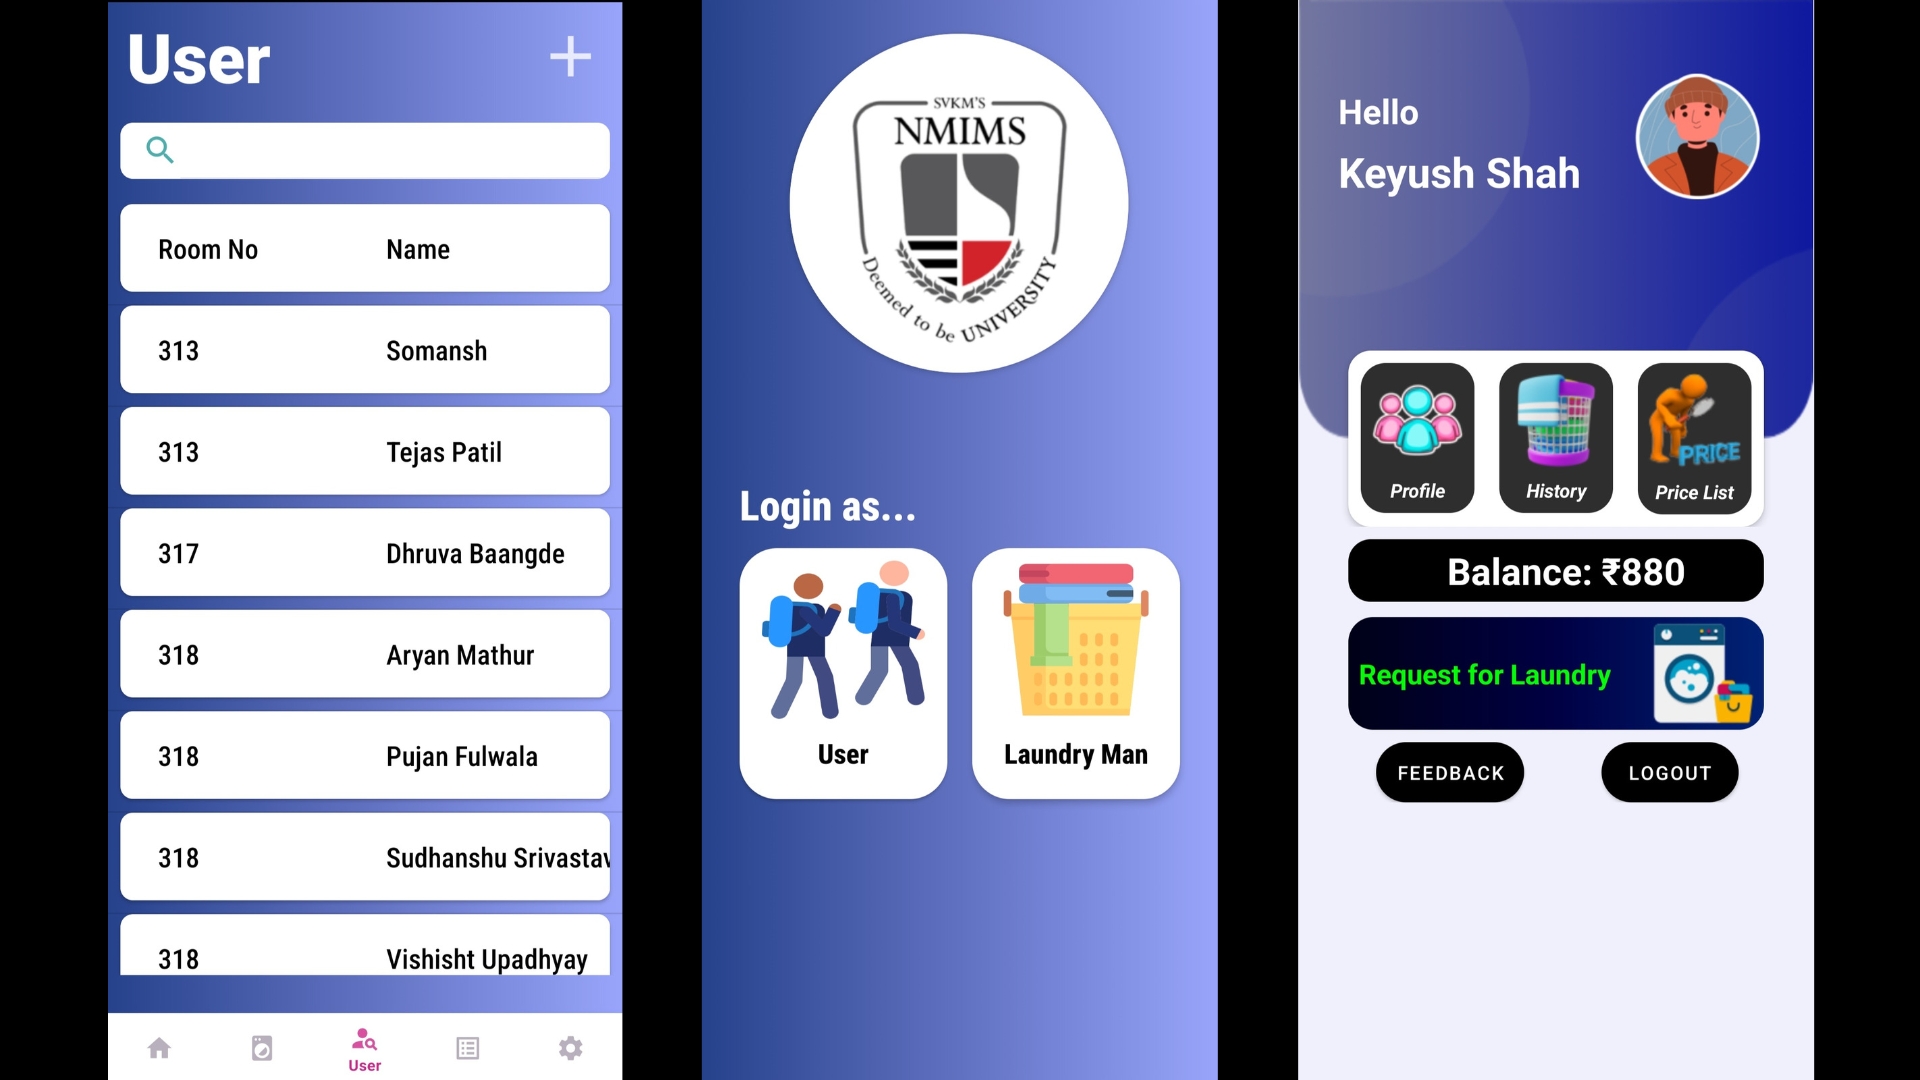 User
Room No Name
313 Somansh
313 Tejas Patil
317 Dhruva Baangde
318 Aryan Mathur
318 Pujan Fulwala
318 Sudhanshu Srivastav
318 Vishisht Upadhyay
User
SVKM'S
NMIMS
Deemed to be UNIVERSITY
Login as...
User
Laundry Man
Hello
Keyush Shah
PRICE
Profile
History
Price List
Balance: ₹880
Request for Laundry
FEEDBACK
LOGOUT